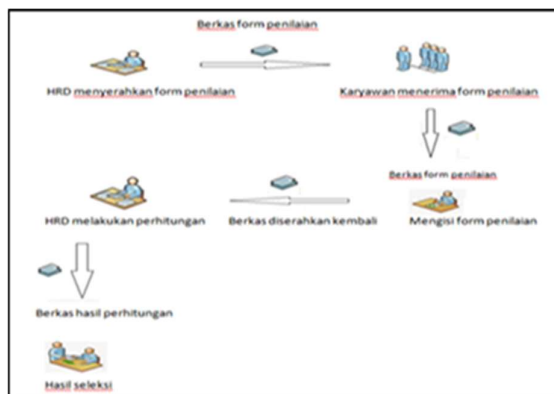 Berkas form penilaian
HRD menyerahkan form penilaian
Karyawan menerima form penilaian
Berkas form penilaian
HRD melakukan perhitungan
Berkas diserahkan kembali
Mengisi form penilaian
Berkas hasil perhitungan
Hasil seleksi